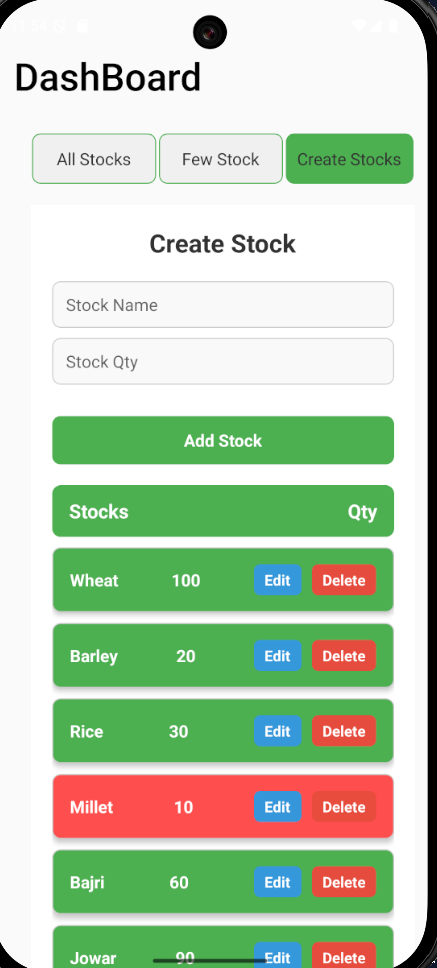 1:54
DashBoard
All Stocks Few Stock Create Stocks
Create Stock
Stock Name
Stock Qty
Add Stock
Stocks Qty
Wheat 100 Edit Delete
Barley 20 Edit Delete
Rice 30 Edit Delete
Millet 10 Edit Delete
Bajri 60 Edit Delete
Jowar 90 Edit Delete